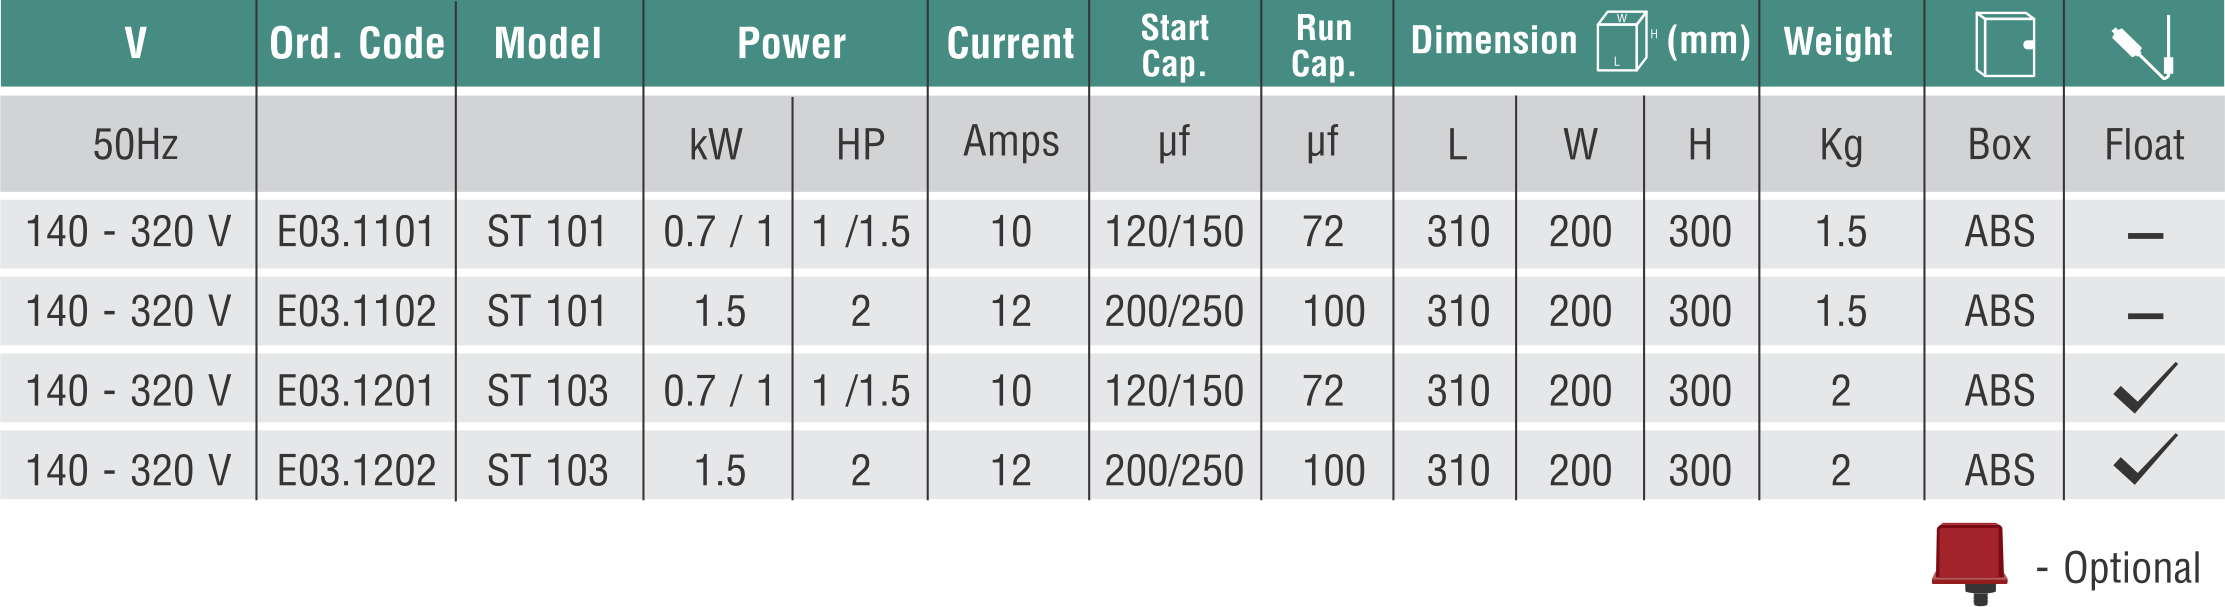 V Ord. Code Model Power Current Start Cap. Run Cap. Dimension W H L (mm) Weight
50Hz kW HP Amps µf µf L W H Kg Box Float
140 - 320 V E03.1101 ST 101 0.7 / 1 1 /1.5 10 120/150 72 310 200 300 1.5 ABS –
140 - 320 V E03.1102 ST 101 1.5 2 12 200/250 100 310 200 300 1.5 ABS –
140 - 320 V E03.1201 ST 103 0.7 / 1 1 /1.5 10 120/150 72 310 200 300 2 ABS ✓
140 - 320 V E03.1202 ST 103 1.5 2 12 200/250 100 310 200 300 2 ABS ✓
- Optional